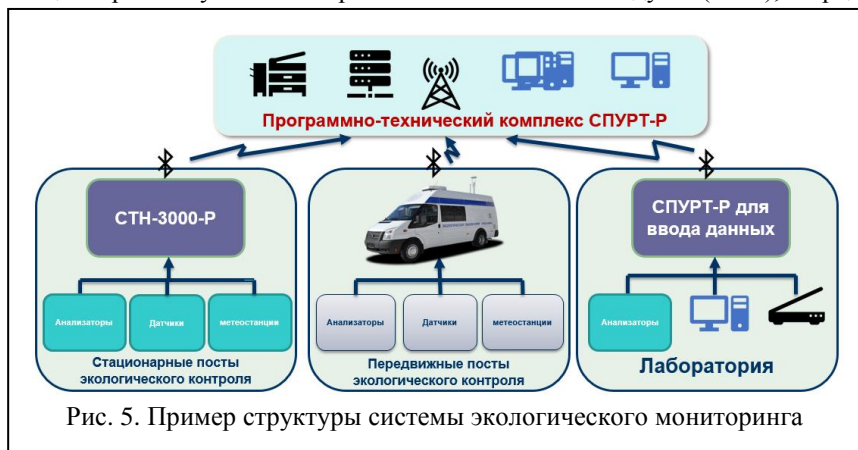 Программно-технический комплекс СПУРТ-Р
СТН-3000-Р
Анализаторы
Датчики
метеостанции
Стационарные посты
экологического контроля
Анализаторы
Датчики
метеостанции
Передвижные посты
экологического контроля
СПУРТ-Р для
ввода данных
Анализаторы
Лаборатория
Рис. 5. Пример структуры системы экологического мониторинга